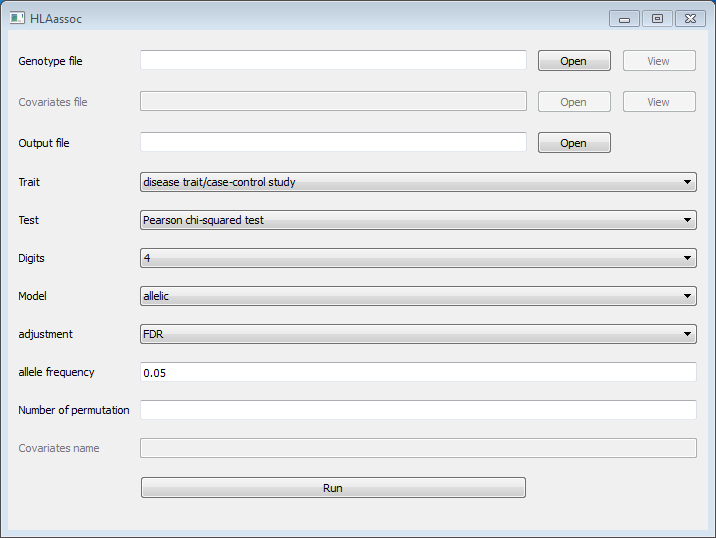 HLAassoc
Genotype file Open View
Covariates file Open View
Output file Open
Trait disease trait/case-control study
Test Pearson chi-squared test
Digits 4
Model allelic
adjustment FDR
allele frequency 0.05
Number of permutation
Covariates name
Run